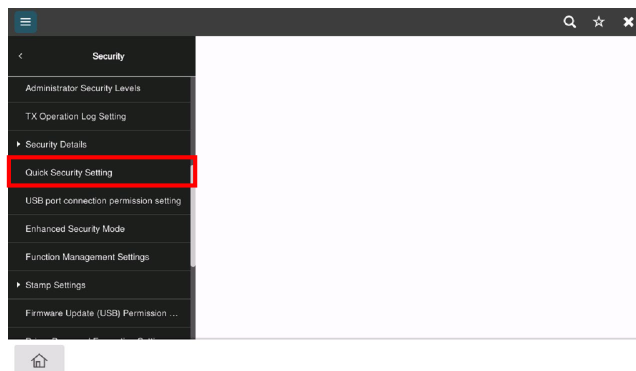 Security
Administrator Security Levels
TX Operation Log Setting
Security Details
Quick Security Setting
USB port connection permission setting
Enhanced Security Mode
Function Management Settings
Stamp Settings
Firmware Update (USB) Permission ...